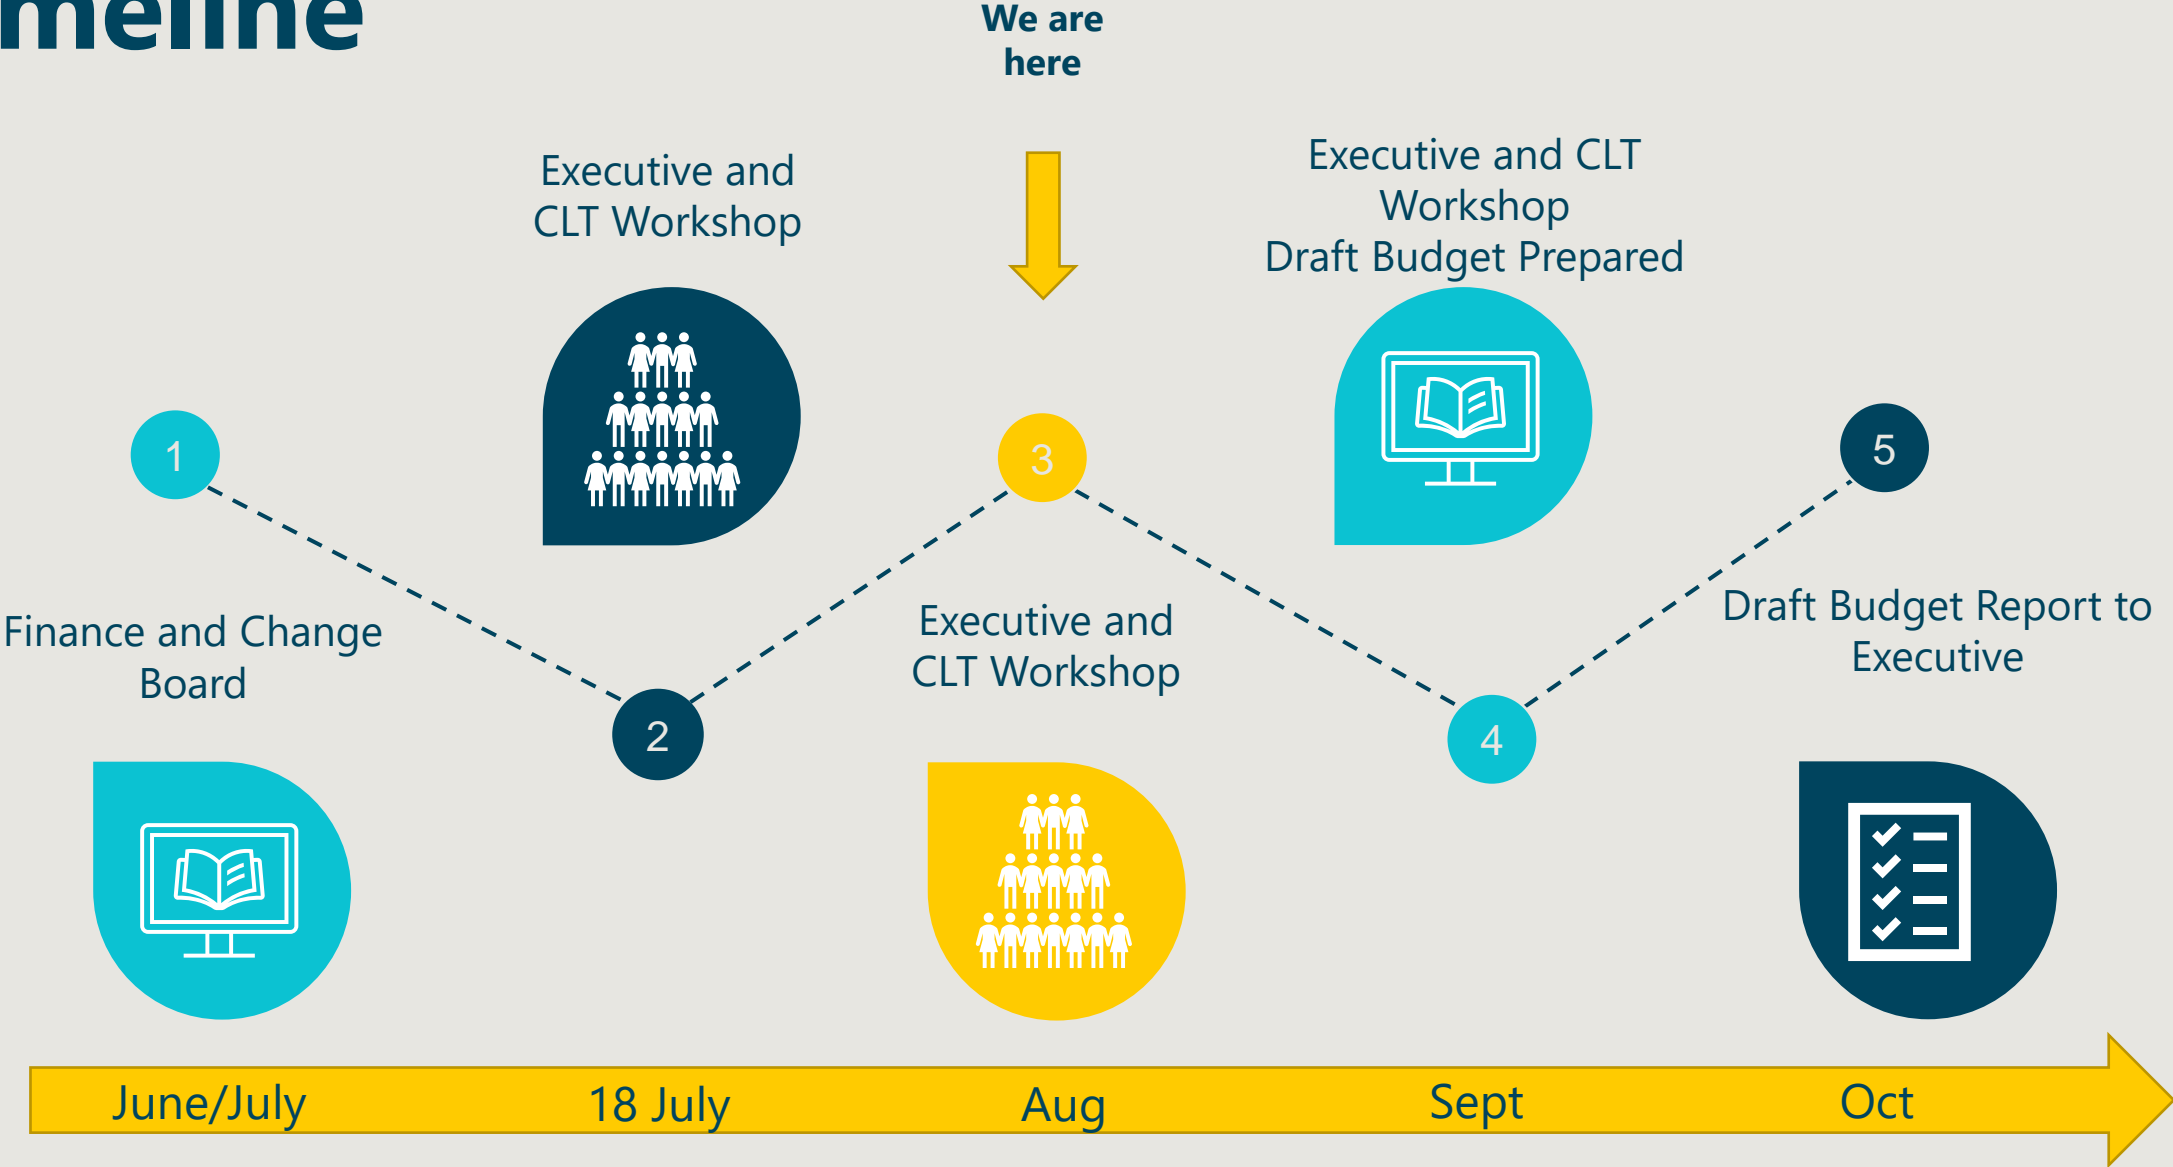 meline
We are
here
Executive and
CLT Workshop
Executive and CLT
Workshop
Draft Budget Prepared
1
3
5
Finance and Change
Board
Executive and
CLT Workshop
Draft Budget Report to
Executive
2
4
June/July
18 July
Aug
Sept
Oct